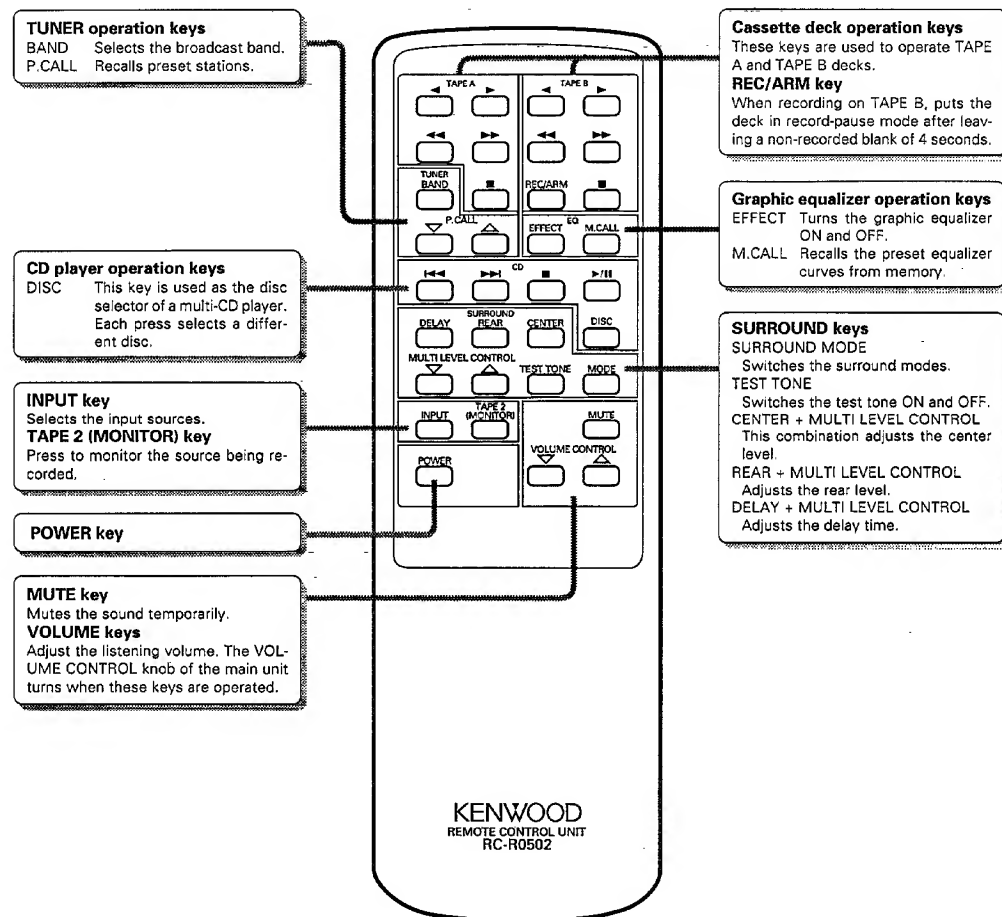 TUNER operation keys
BAND Selects the broadcast band.
P.CALL Recalls preset stations.
CD player operation keys
DISC This key is used as the disc
selector of a multi-CD player.
Each press selects a differ-
ent disc.
INPUT key
Selects the input sources.
TAPE 2 (MONITOR) key
Press to monitor the source being re-
corded.
POWER key
MUTE key
Mutes the sound temporarily.
VOLUME keys
Adjust the listening volume. The VOL-
UME CONTROL knob of the main unit
turns when these keys are operated.
TAPE A TAPE B
TUNER
BAND REC/ARM
P.CALL EQ
EFFECT M.CALL
CD
SURROUND
DELAY REAR CENTER DISC
MULTI LEVEL CONTROL
TEST TONE MODE
INPUT TAPE 2
(MONITOR) MUTE
VOLUME CONTROL
POWER
KENWOOD
REMOTE CONTROL UNIT
RC-R0502
Cassette deck operation keys
These keys are used to operate TAPE
A and TAPE B decks.
REC/ARM key
When recording on TAPE B, puts the
deck in record-pause mode after leav-
ing a non-recorded blank of 4 seconds.
Graphic equalizer operation keys
EFFECT Turns the graphic equalizer
ON and OFF.
M.CALL Recalls the preset equalizer
curves from memory.
SURROUND keys
SURROUND MODE
Switches the surround modes.
TEST TONE
Switches the test tone ON and OFF.
CENTER + MULTI LEVEL CONTROL
This combination adjusts the center
level.
REAR + MULTI LEVEL CONTROL
Adjusts the rear level.
DELAY + MULTI LEVEL CONTROL
Adjusts the delay time.